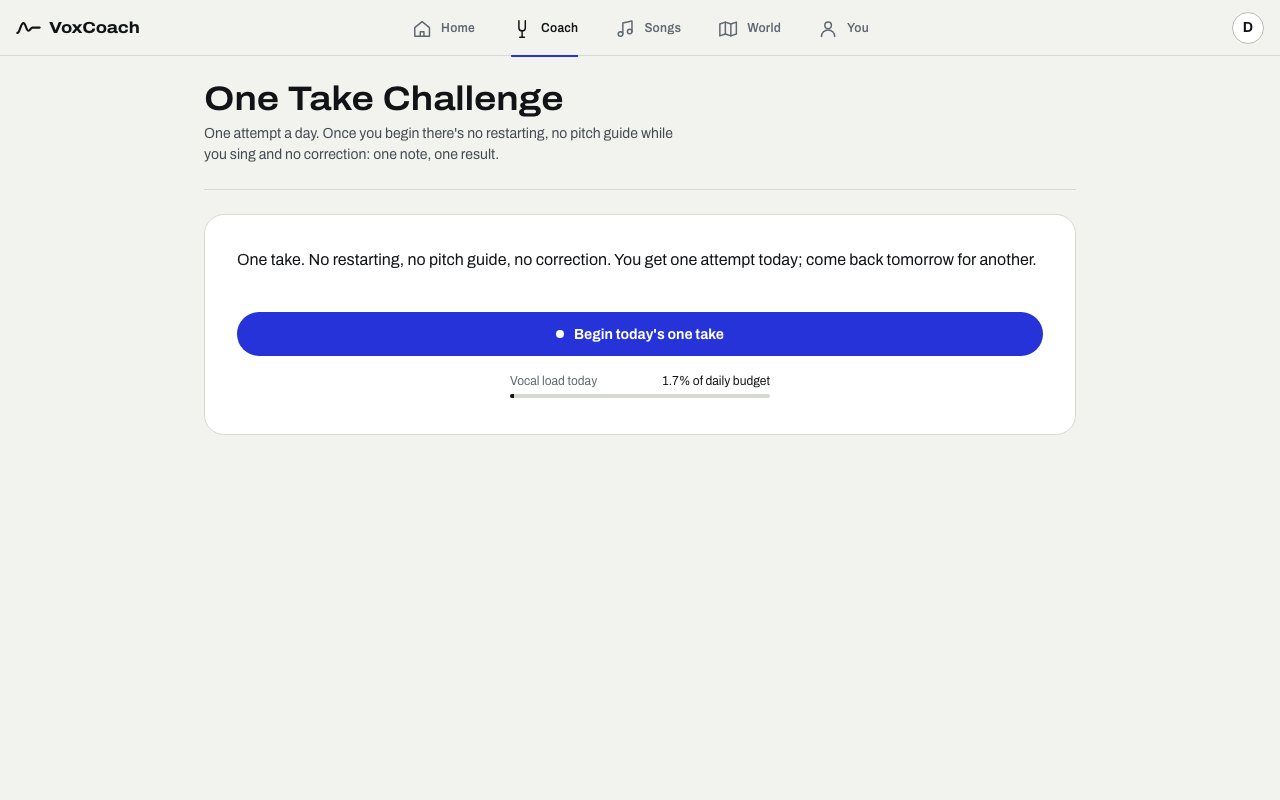 VoxCoach
Home
Coach
Songs
World
You
D
One Take Challenge
One attempt a day. Once you begin there's no restarting, no pitch guide while
you sing and no correction: one note, one result.
One take. No restarting, no pitch guide, no correction. You get one attempt today; come back tomorrow for another.
Begin today's one take
Vocal load today
1.7% of daily budget